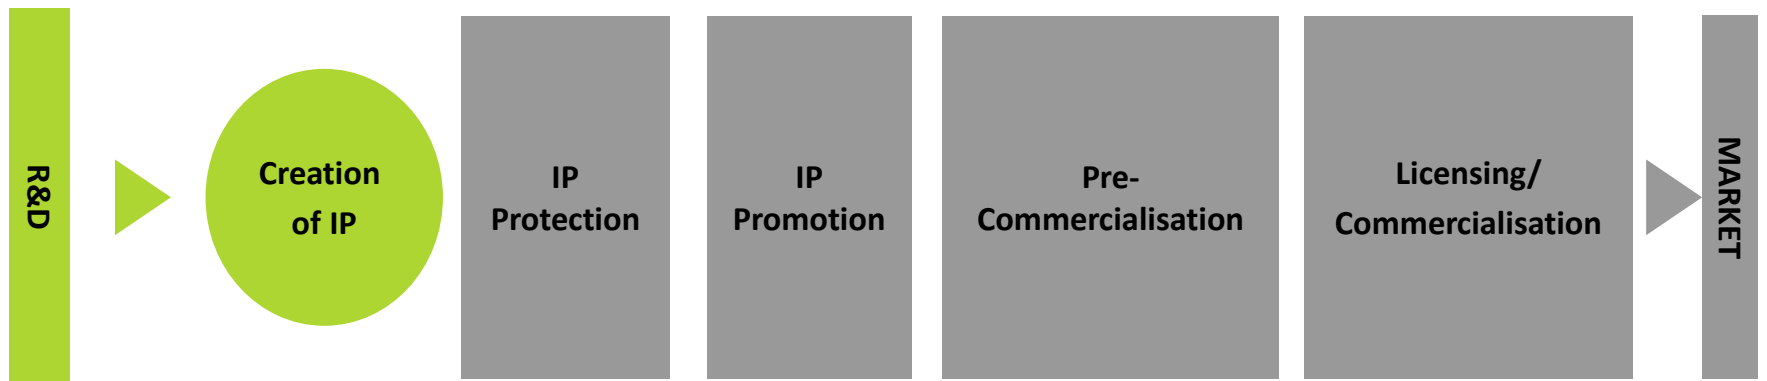 R&D
Creation
of IP
IP
Protection
IP
Promotion
Pre-
Commercialisation
Licensing/
Commercialisation
MARKET